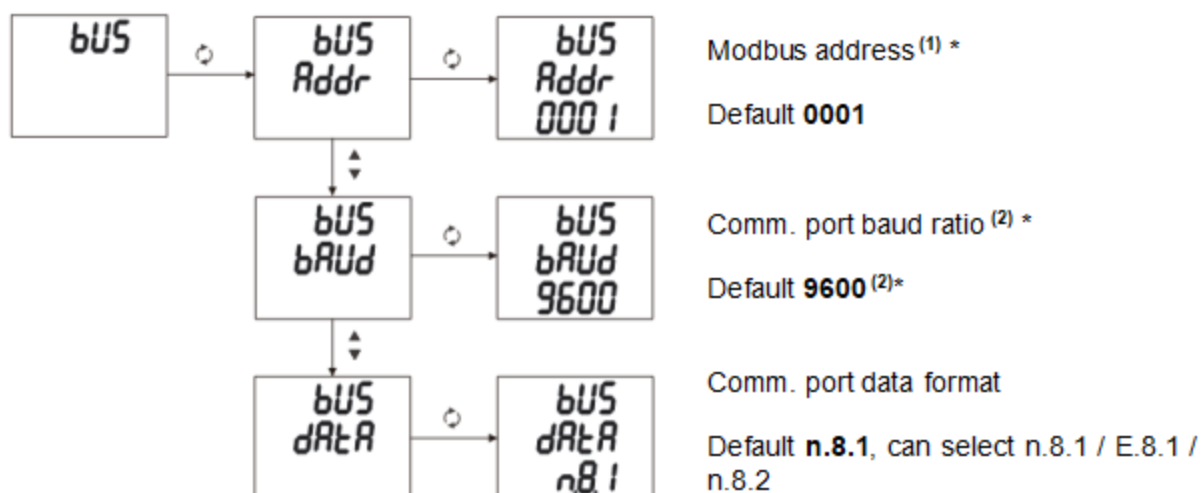 bUS
bUS
Addr
bUS
Addr
0001
Modbus address (1) *
Default 0001
bUS
bAUd
bUS
bAUd
9600
Comm. port baud ratio (2) *
Default 9600 (2)*
bUS
dAtA
bUS
dAtA
n.8.1
Comm. port data format
Default n.8.1, can select n.8.1 / E.8.1 /
n.8.2